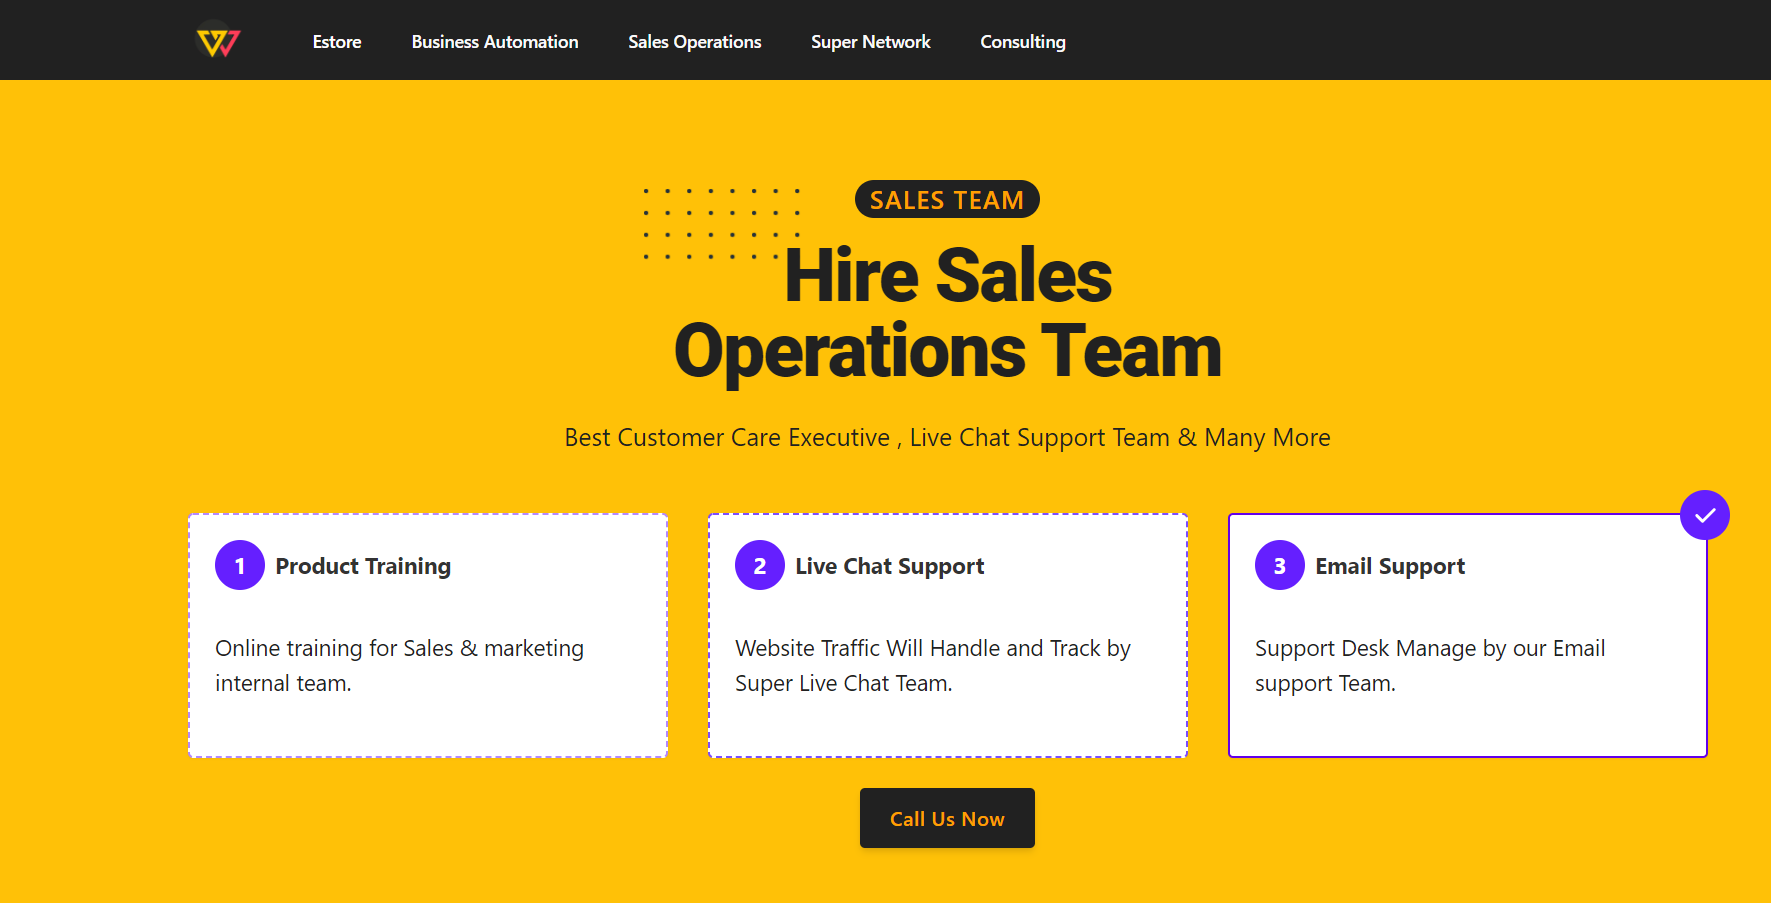 Estore
Business Automation
Sales Operations
Super Network
Consulting
SALES TEAM
Hire Sales
Operations Team
Best Customer Care Executive , Live Chat Support Team & Many More
1 Product Training
Online training for Sales & marketing
internal team.
2 Live Chat Support
Website Traffic Will Handle and Track by
Super Live Chat Team.
3 Email Support
Support Desk Manage by our Email
support Team.
Call Us Now